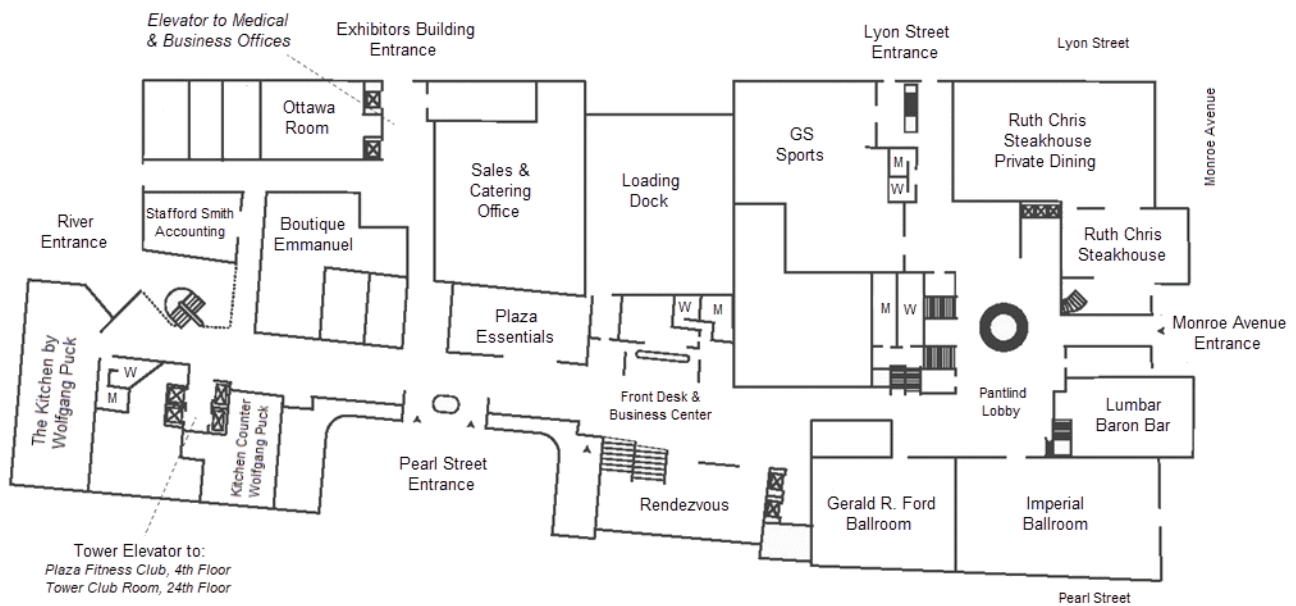 Elevator to Medical
& Business Offices
Exhibitors Building
Entrance
Lyon Street
Entrance
Lyon Street
Monroe Avenue
Ottawa
Room
Sales &
Catering
Office
Loading
Dock
GS
Sports
M
W
Ruth Chris
Steakhouse
Private Dining
River
Entrance
Stafford Smith
Accounting
Boutique
Emmanuel
Ruth Chris
Steakhouse
Plaza
Essentials
W
M
M
W
Monroe Avenue
Entrance
The Kitchen by
Wolfgang Puck
W
M
Kitchen Counter
Wolfgang Puck
Front Desk &
Business Center
Pantlind
Lobby
Lumbar
Baron Bar
Pearl Street
Entrance
Rendezvous
Gerald R. Ford
Ballroom
Imperial
Ballroom
Tower Elevator to:
Plaza Fitness Club, 4th Floor
Tower Club Room, 24th Floor
Pearl Street